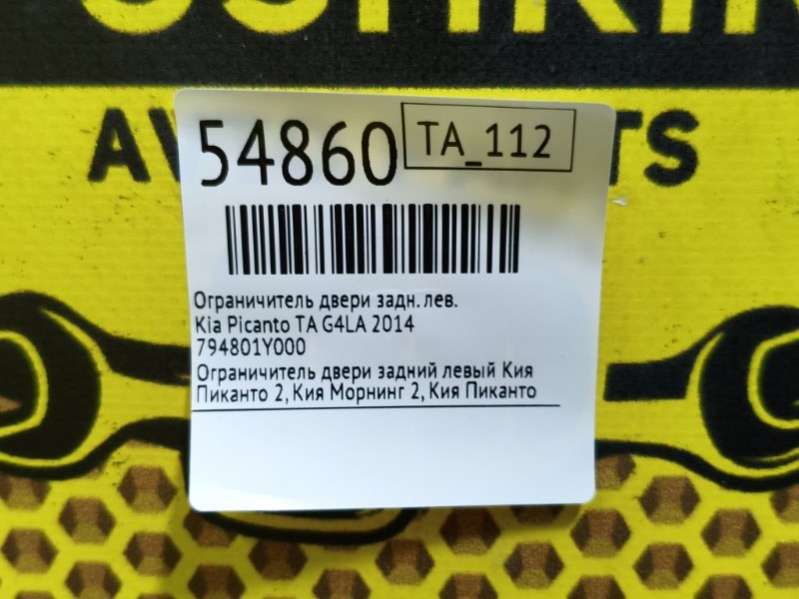 54860 TA_112
Ограничитель двери задн. лев.
Kia Picanto TA G4LA 2014
794801Y000
Ограничитель двери задний левый Кия
Пиканто 2, Кия Морнинг 2, Кия Пиканто